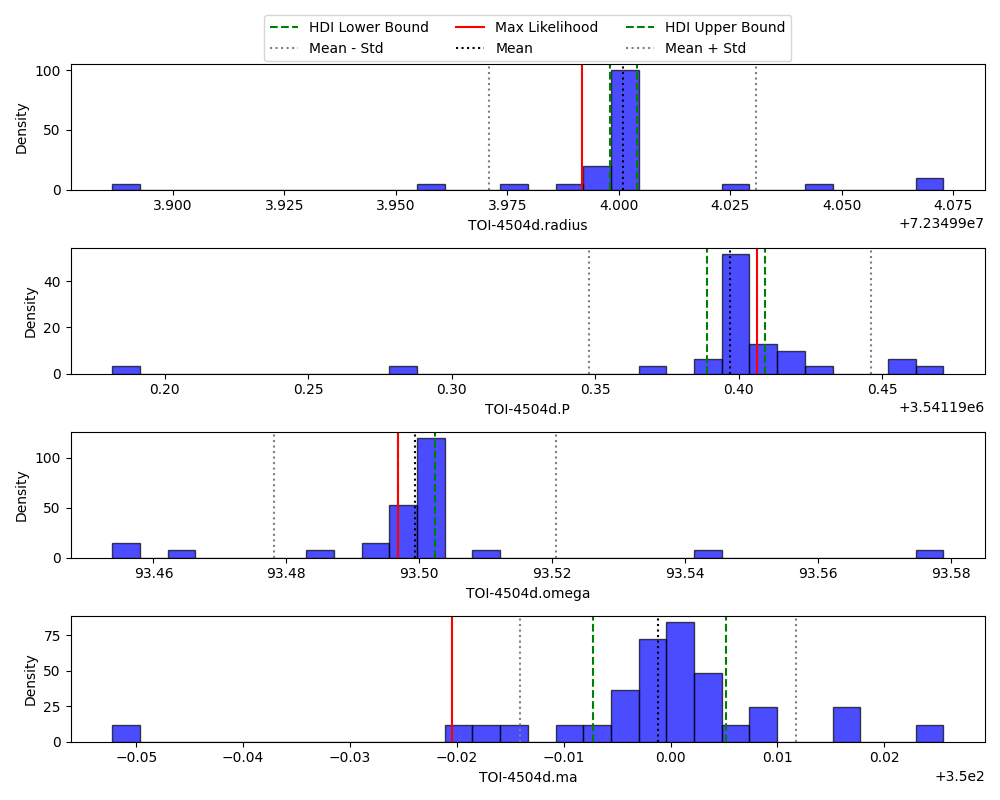 HDI Lower Bound Max Likelihood HDI Upper Bound
Mean - Std Mean Mean + Std
100
50
0
Density
3.900 3.925 3.950 3.975 4.000 4.025 4.050 4.075
TOI-4504d.radius
+7.23499e7
40
20
0
Density
0.20 0.25 0.30 0.35 0.40 0.45
TOI-4504d.P
+3.54119e6
100
50
0
Density
93.46 93.48 93.50 93.52 93.54 93.56 93.58
TOI-4504d.omega
75
50
25
0
Density
−0.05 −0.04 −0.03 −0.02 −0.01 0.00 0.01 0.02
TOI-4504d.ma
+3.5e2